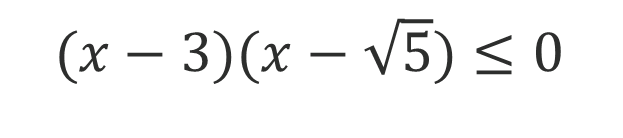 (x − 3)(x − √5) ≤ 0